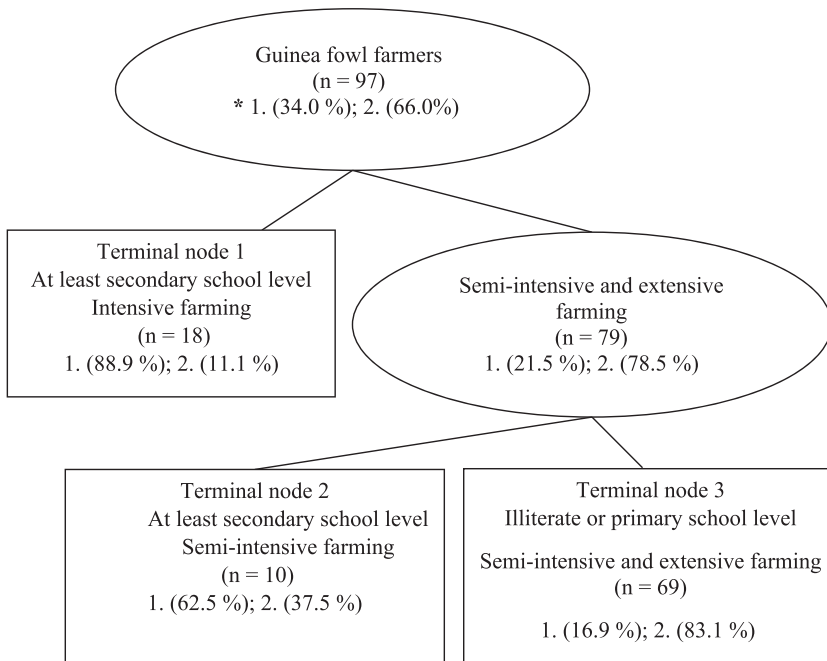 Guinea fowl farmers
(n = 97)
* 1. (34.0 %); 2. (66.0%)
Terminal node 1
At least secondary school level
Intensive farming
(n = 18)
1. (88.9 %); 2. (11.1 %)
Semi-intensive and extensive
farming
(n = 79)
1. (21.5 %); 2. (78.5 %)
Terminal node 2
At least secondary school level
Semi-intensive farming
(n = 10)
1. (62.5 %); 2. (37.5 %)
Terminal node 3
Illiterate or primary school level
Semi-intensive and extensive farming
(n = 69)
1. (16.9 %); 2. (83.1 %)